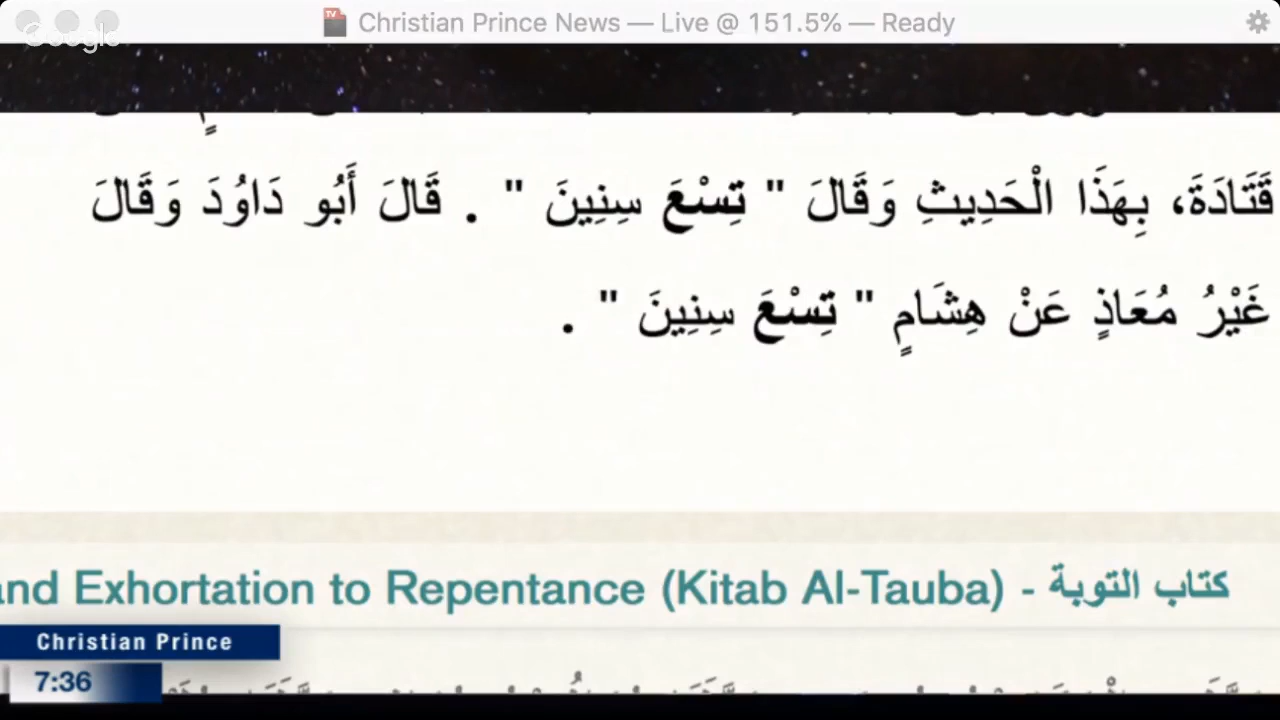 Christian Prince News — Live @ 151.5% — Ready
Google
قَتَادَةَ، بِهَذَا الْحَدِيثِ وَقَالَ " تِسْعَ سِنِينَ " . قَالَ أَبُو دَاوُدَ وَقَالَ
غَيْرُ مُعَاذٍ عَنْ هِشَامٍ " تِسْعَ سِنِينَ " .
and Exhortation to Repentance (Kitab Al-Tauba) - كتاب التوبة
Christian Prince
7:36